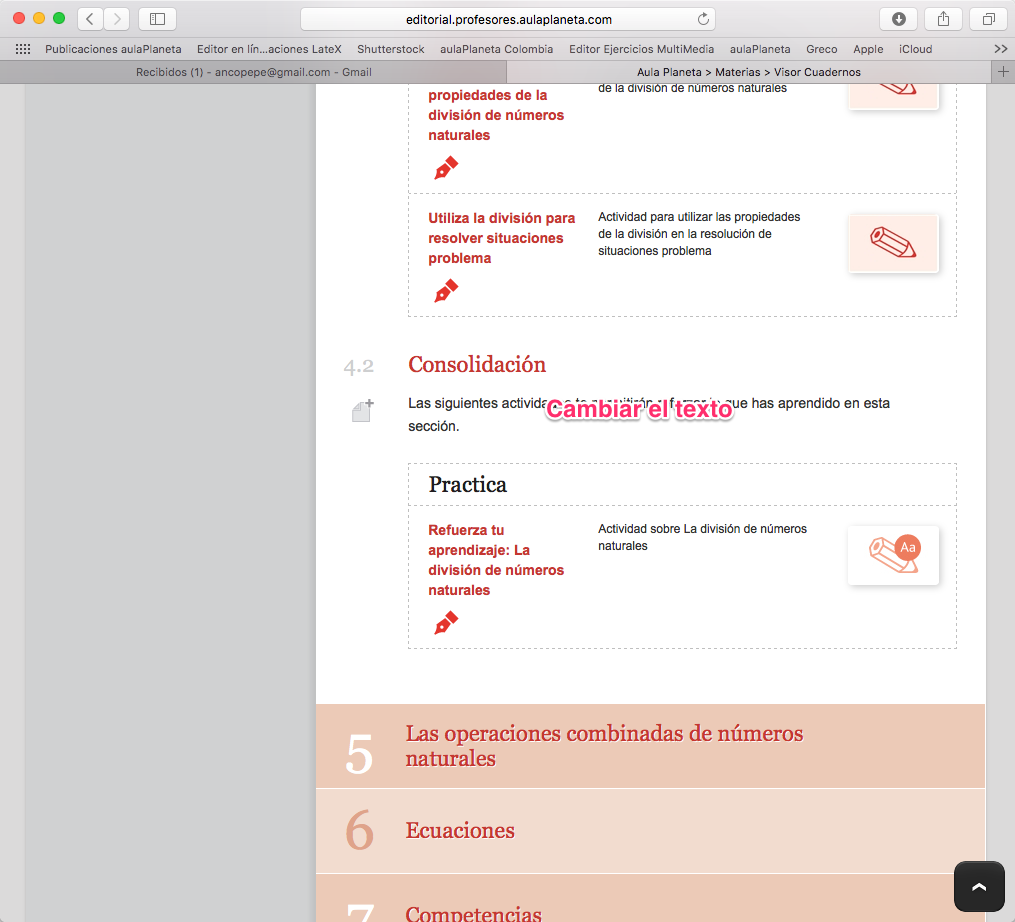 editorial.profesores.aulaplaneta.com
Publicaciones aulaPlaneta Editor en lín...aciones LateX Shutterstock aulaPlaneta Colombia Editor Ejercicios MultiMedia aulaPlaneta Greco Apple iCloud >>
Recibidos (1) - ancopepe@gmail.com - Gmail
Aula Planeta > Materias > Visor Cuadernos
propiedades de la
división de números
naturales
de la división de números naturales
Utiliza la división para
resolver situaciones
problema
Actividad para utilizar las propiedades
de la división en la resolución de
situaciones problema
4.2 Consolidación
Las siguientes que has aprendido en esta
sección.
Cambiar el texto
Practica
Refuerza tu
aprendizaje: La
división de números
naturales
Actividad sobre La división de números
naturales
Aa
5 Las operaciones combinadas de números
naturales
6 Ecuaciones
7 Competencias